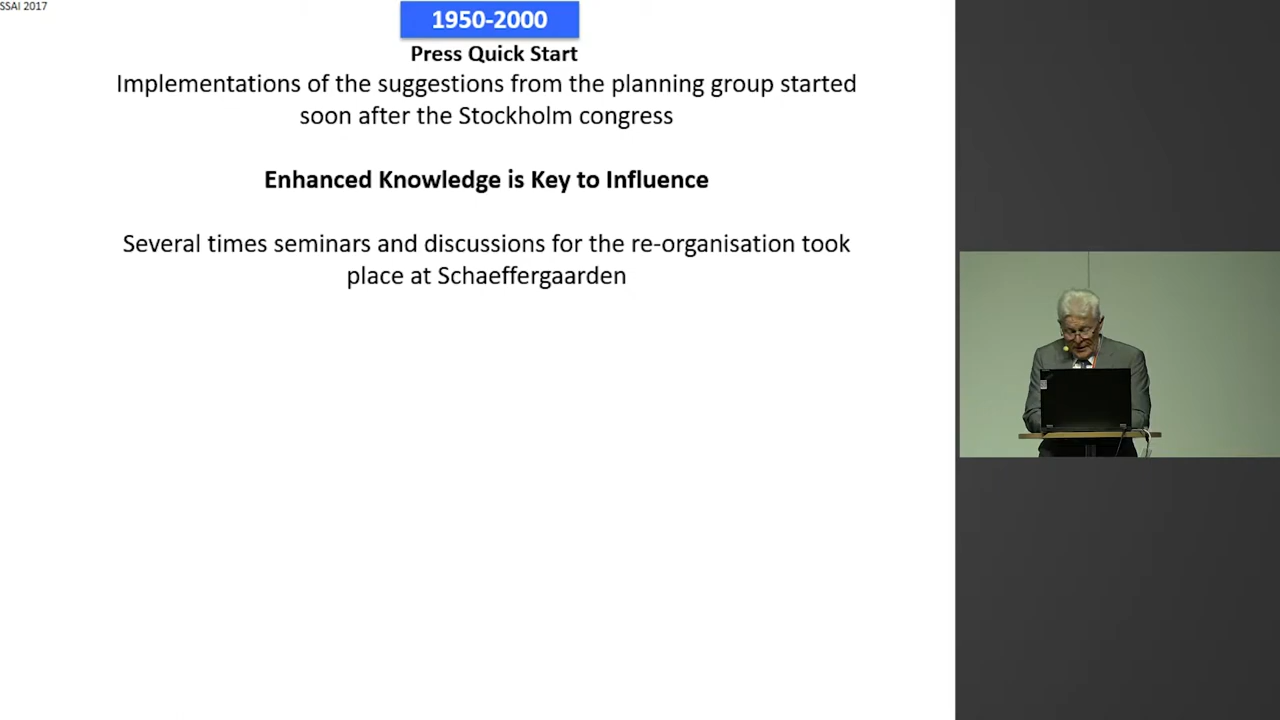 SSAI 2017
1950-2000
Press Quick Start
Implementations of the suggestions from the planning group started
soon after the Stockholm congress
Enhanced Knowledge is Key to Influence
Several times seminars and discussions for the re-organisation took
place at Schaeffergaarden